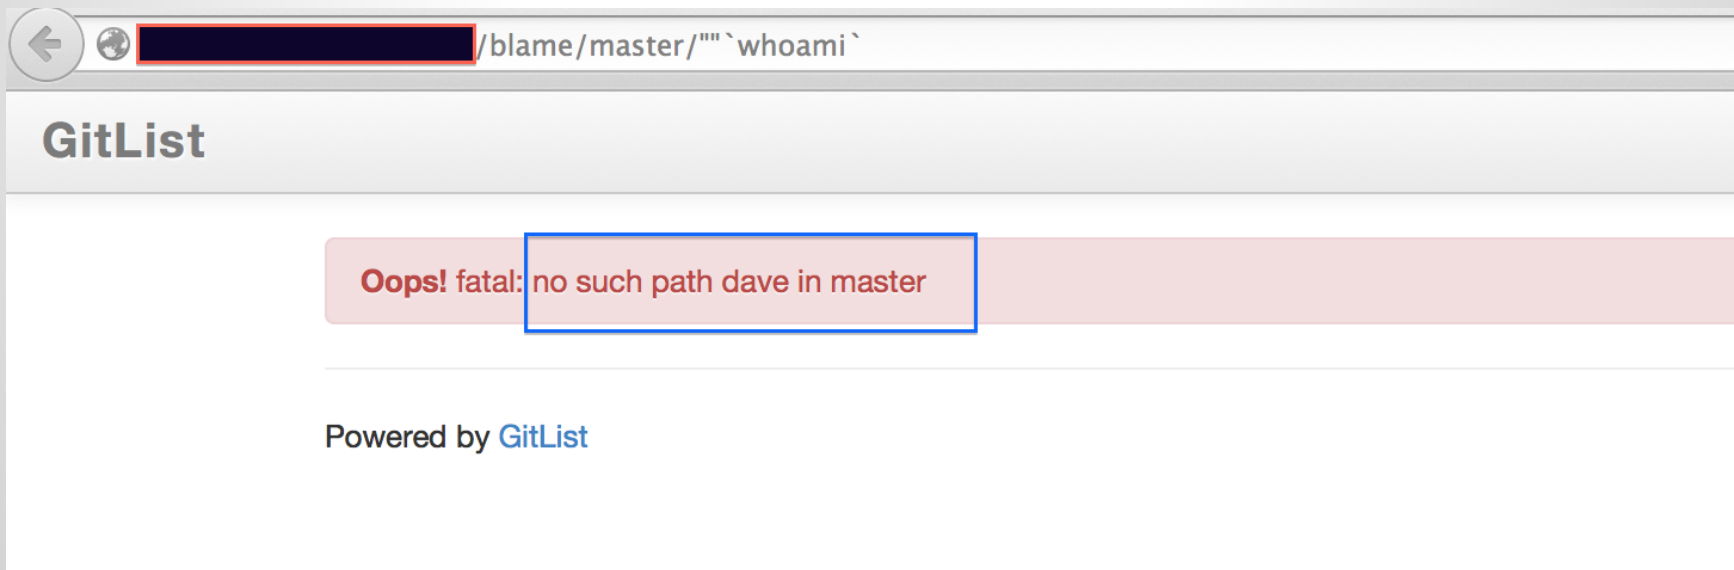 /blame/master/""`whoami`
GitList
Oops! fatal: no such path dave in master
Powered by GitList